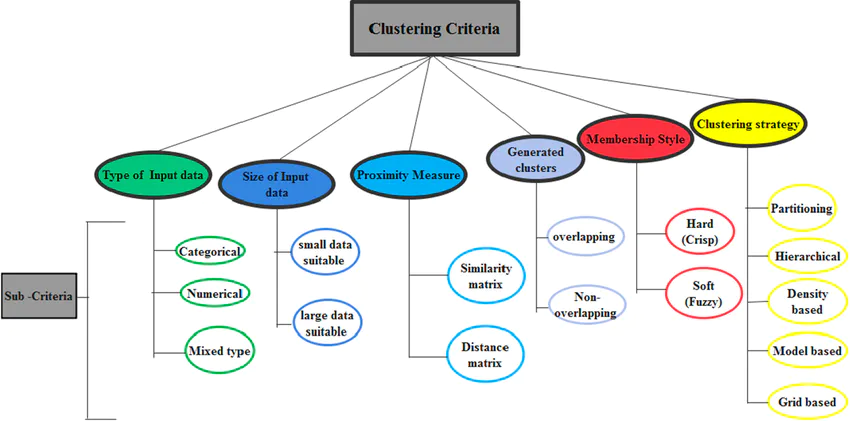 Clustering Criteria
Type of Input data
Size of Input
data
Proximity Measure
Generated
clusters
Membership Style
Clustering strategy
Sub -Criteria
Categorical
Numerical
Mixed type
small data
suitable
large data
suitable
Similarity
matrix
Distance
matrix
overlapping
Non-
overlapping
Hard
(Crisp)
Soft
(Fuzzy)
Partitioning
Hierarchical
Density
based
Model based
Grid based